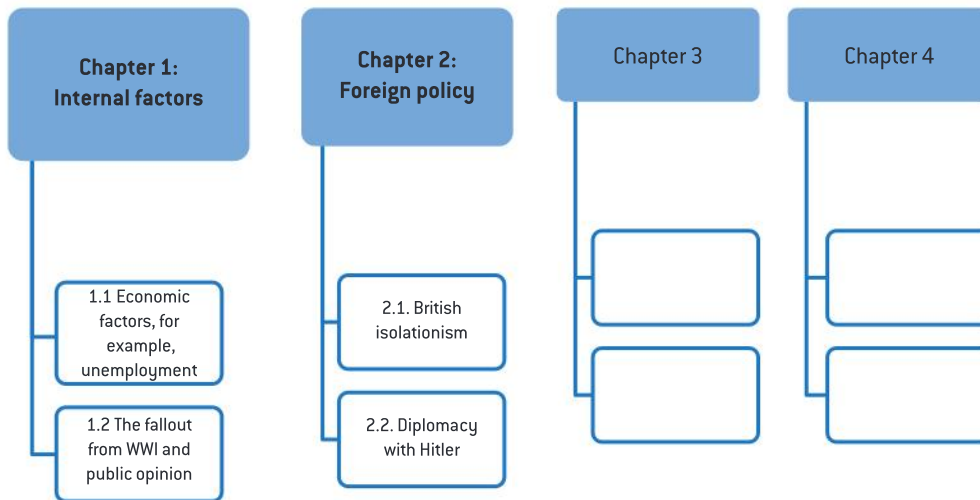 Chapter 1:
Internal factors
1.1 Economic
factors, for
example,
unemployment
1.2 The fallout
from WWI and
public opinion
Chapter 2:
Foreign policy
2.1. British
isolationism
2.2. Diplomacy
with Hitler
Chapter 3
Chapter 4